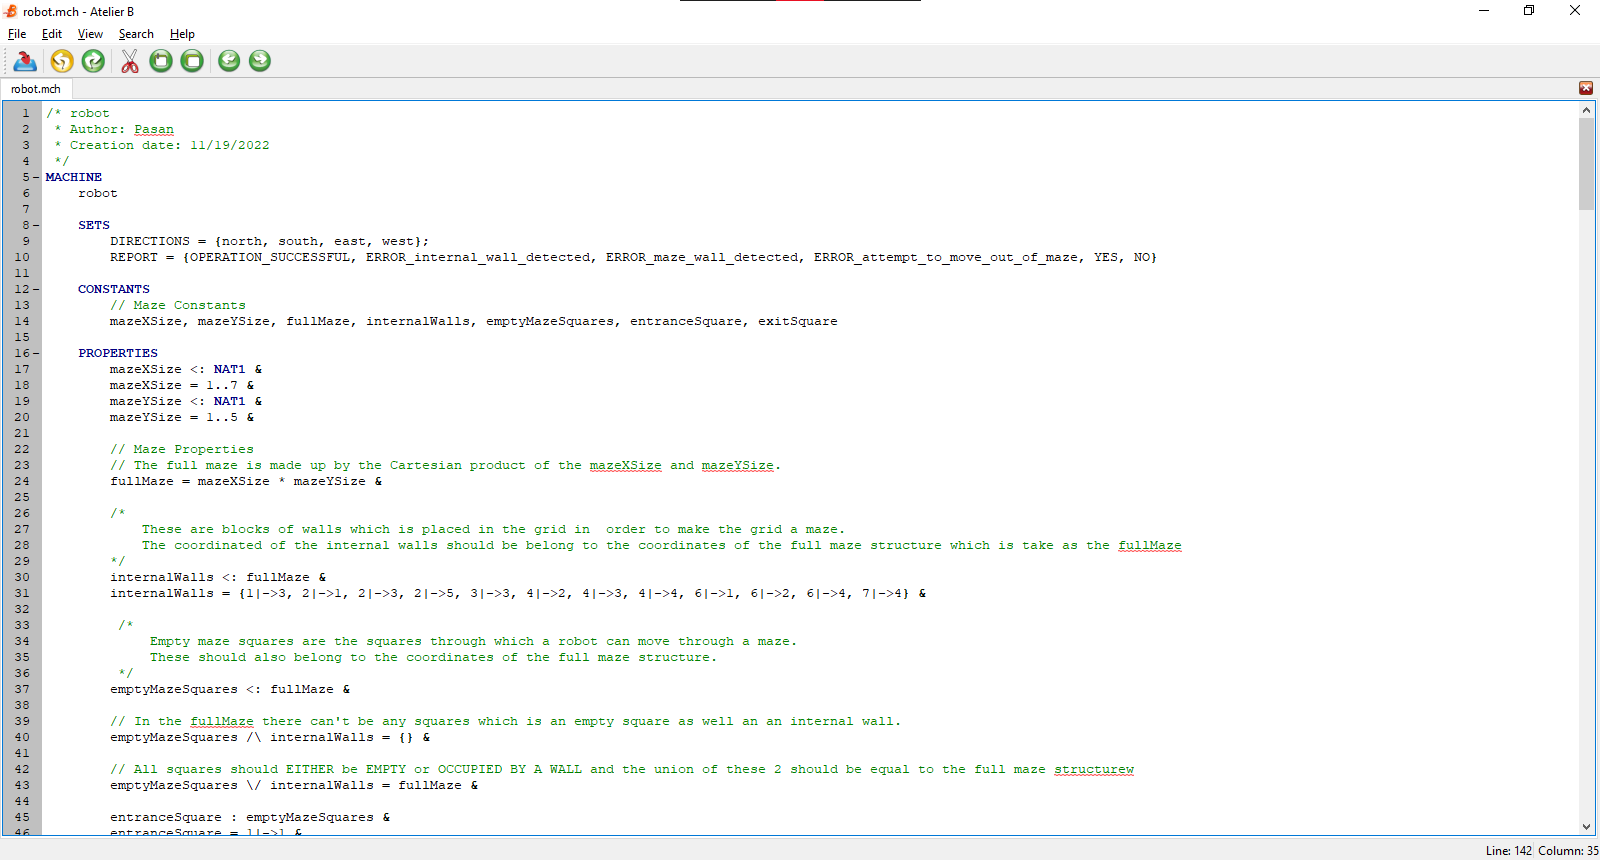 robot.mch - Atelier B
File Edit View Search Help
robot.mch
1 /* robot
2 * Author: Pasan
3 * Creation date: 11/19/2022
4 */
5 MACHINE
6 robot
7
8 SETS
9 DIRECTIONS = {north, south, east, west};
10 REPORT = {OPERATION_SUCCESSFUL, ERROR_internal_wall_detected, ERROR_maze_wall_detected, ERROR_attempt_to_move_out_of_maze, YES, NO}
11
12 CONSTANTS
13 // Maze Constants
14 mazeXSize, mazeYSize, fullMaze, internalWalls, emptyMazeSquares, entranceSquare, exitSquare
15
16 PROPERTIES
17 mazeXSize <: NAT1 &
18 mazeXSize = 1..7 &
19 mazeYSize <: NAT1 &
20 mazeYSize = 1..5 &
21
22 // Maze Properties
23 // The full maze is made up by the Cartesian product of the mazeXSize and mazeYSize.
24 fullMaze = mazeXSize * mazeYSize &
25
26 /*
27 These are blocks of walls which is placed in the grid in  order to make the grid a maze.
28 The coordinated of the internal walls should be belong to the coordinates of the full maze structure which is take as the fullMaze
29 */
30 internalWalls <: fullMaze &
31 internalWalls = {1|->3, 2|->1, 2|->3, 2|->5, 3|->3, 4|->2, 4|->3, 4|->4, 6|->1, 6|->2, 6|->4, 7|->4} &
32
33 /*
34 Empty maze squares are the squares through which a robot can move through a maze.
35 These should also belong to the coordinates of the full maze structure.
36 */
37 emptyMazeSquares <: fullMaze &
38
39 // In the fullMaze there can't be any squares which is an empty square as well an an internal wall.
40 emptyMazeSquares /\ internalWalls = {} &
41
42 // All squares should EITHER be EMPTY or OCCUPIED BY A WALL and the union of these 2 should be equal to the full maze structurew
43 emptyMazeSquares \/ internalWalls = fullMaze &
44
45 entranceSquare : emptyMazeSquares &
46 entranceSquare = 1|->1 &
Line: 142 Column: 35